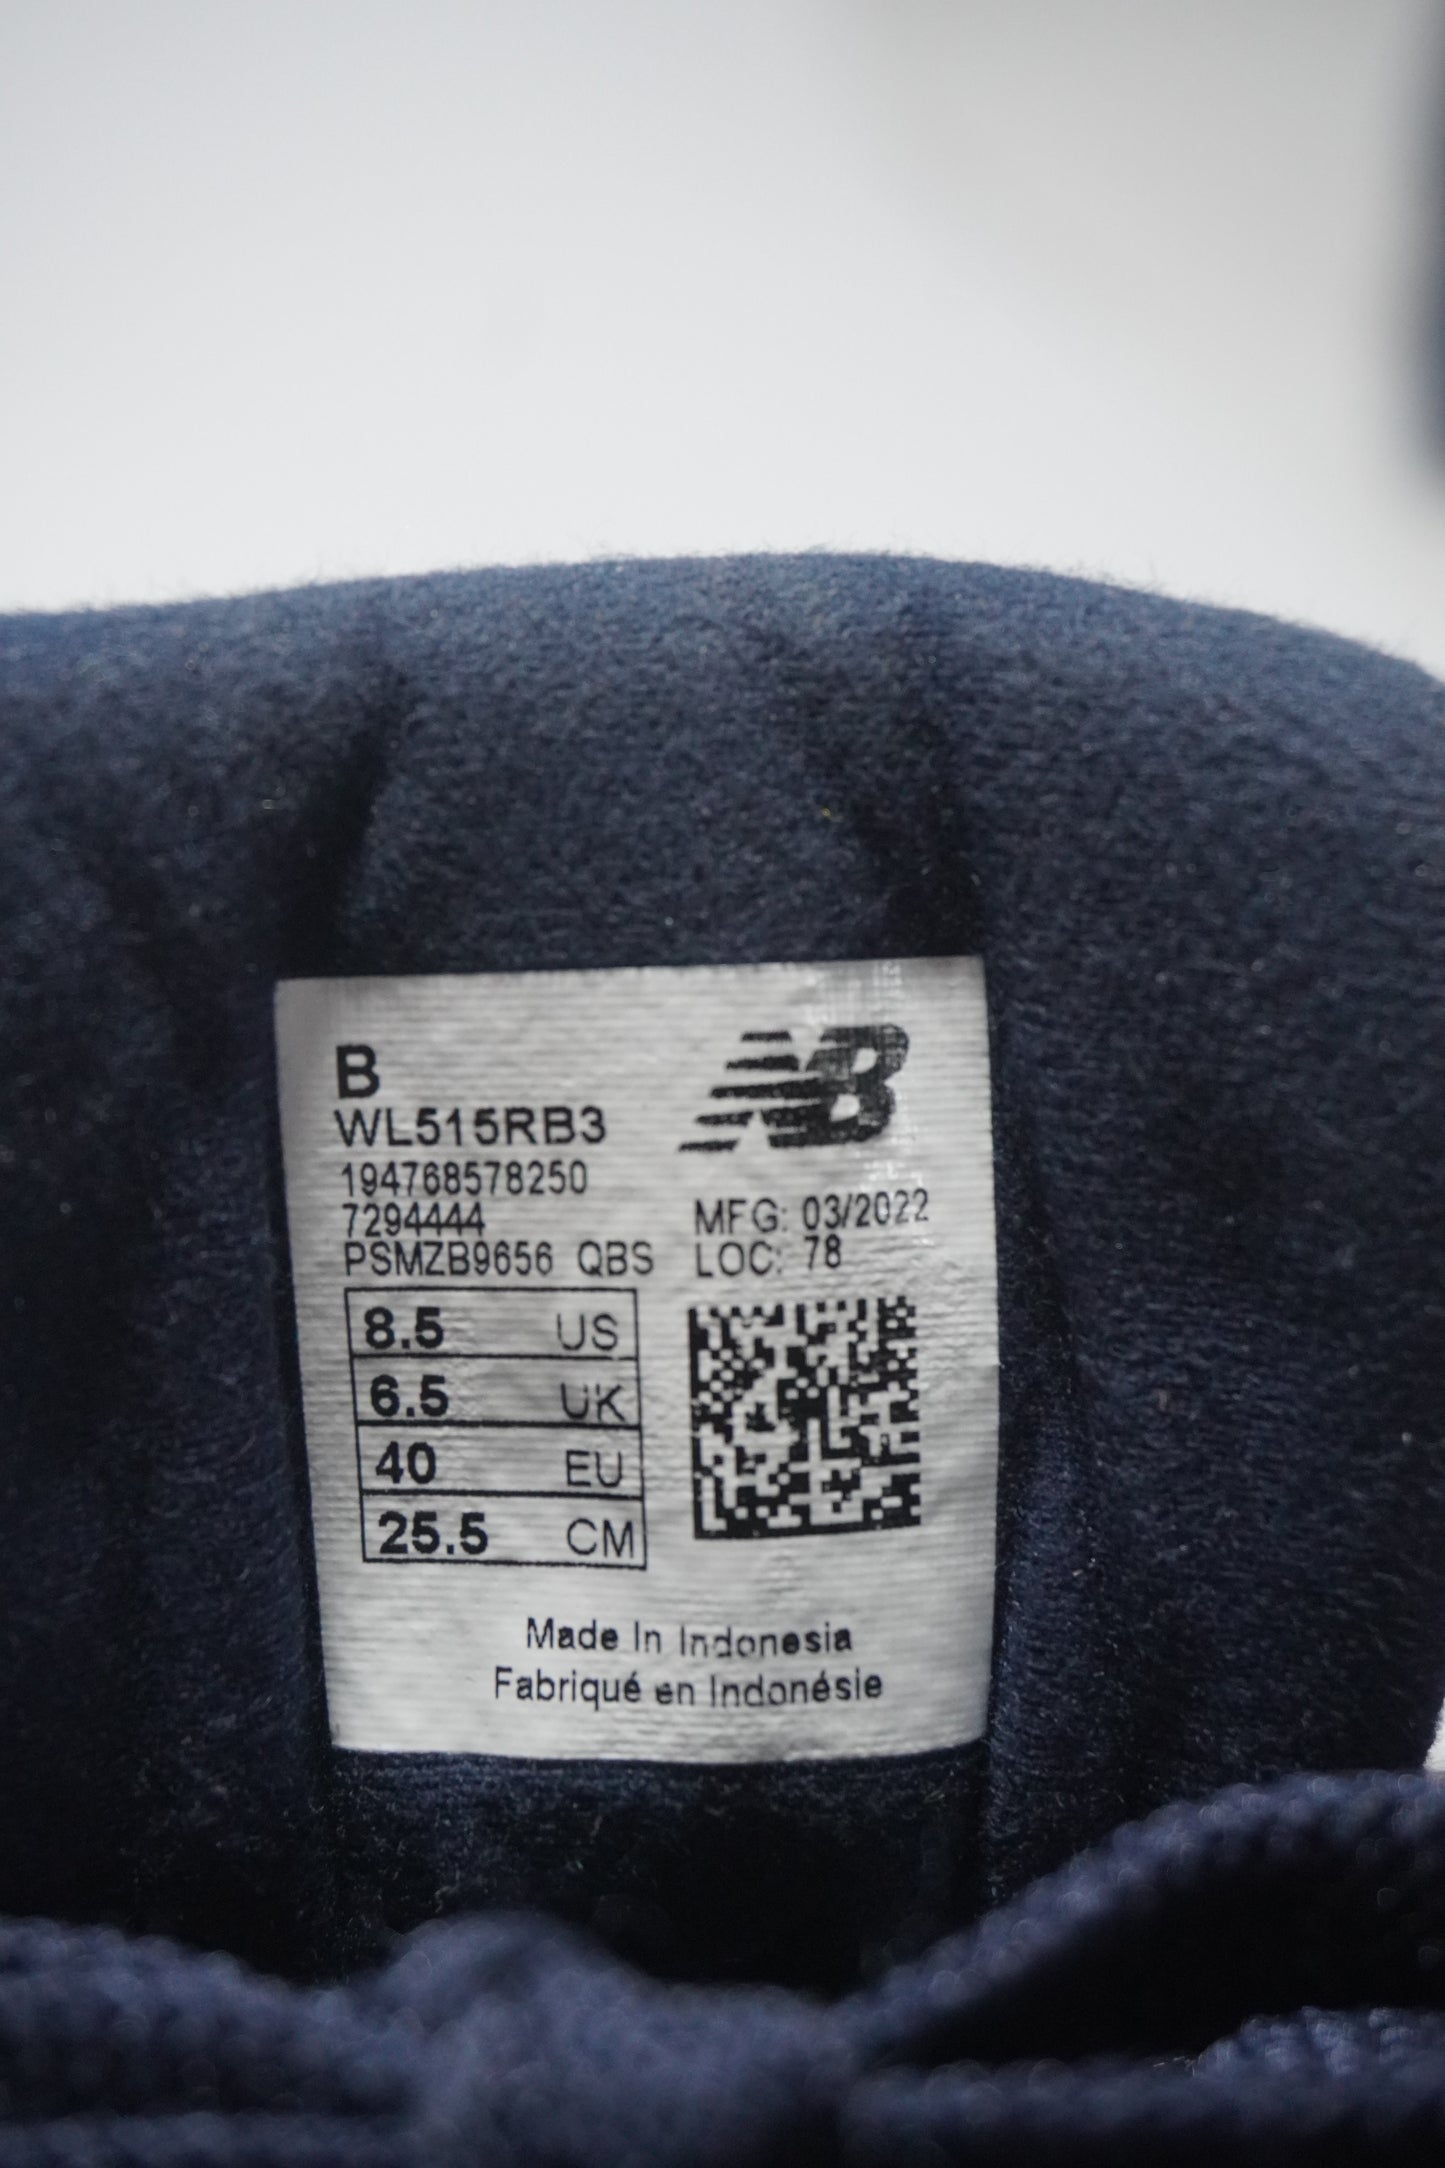 B
NB
WL515RB3
194768578250
7294444
PSMZB9656 QBS
MFG: 03/2022
LOC: 78
8.5 US
6.5 UK
40 EU
25.5 CM
Made In Indonesia
Fabriqué en Indonésie